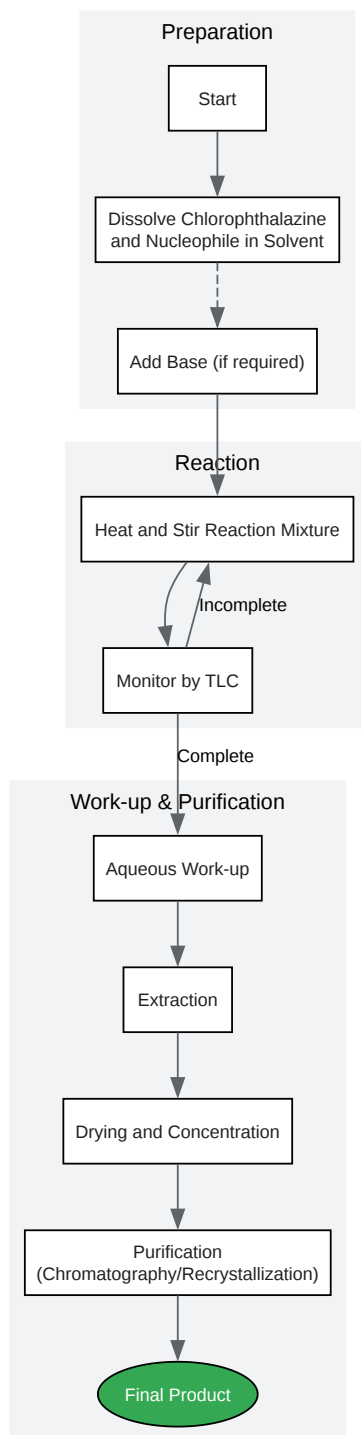 Preparation
Start
Dissolve Chlorophthalazine
and Nucleophile in Solvent
Add Base (if required)
Reaction
Heat and Stir Reaction Mixture
Incomplete
Monitor by TLC
Complete
Work-up & Purification
Aqueous Work-up
Extraction
Drying and Concentration
Purification
(Chromatography/Recrystallization)
Final Product